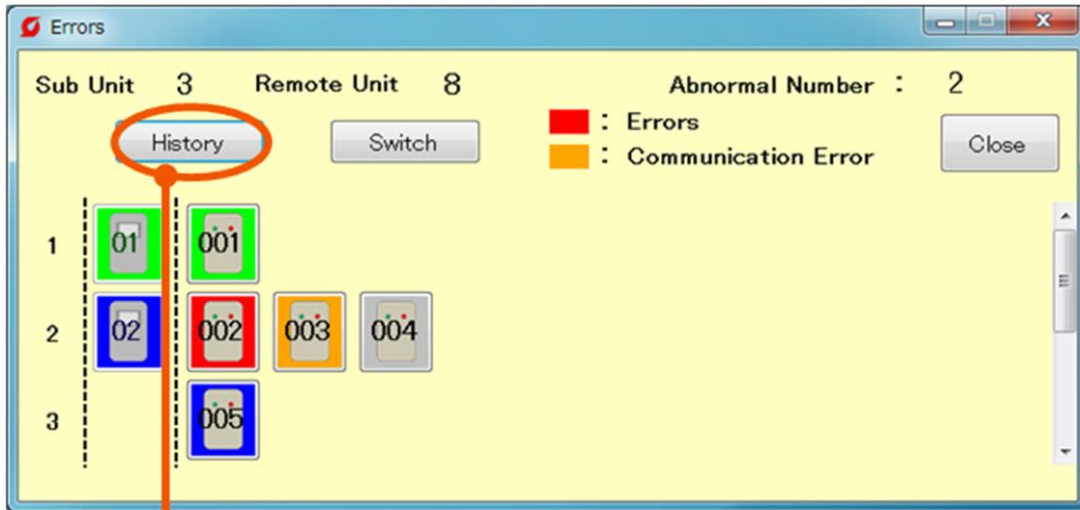 Errors
Sub Unit 3 Remote Unit 8 Abnormal Number : 2
History Switch : Errors Close
: Communication Error
1 01 001
2 02 002 003 004
3 005